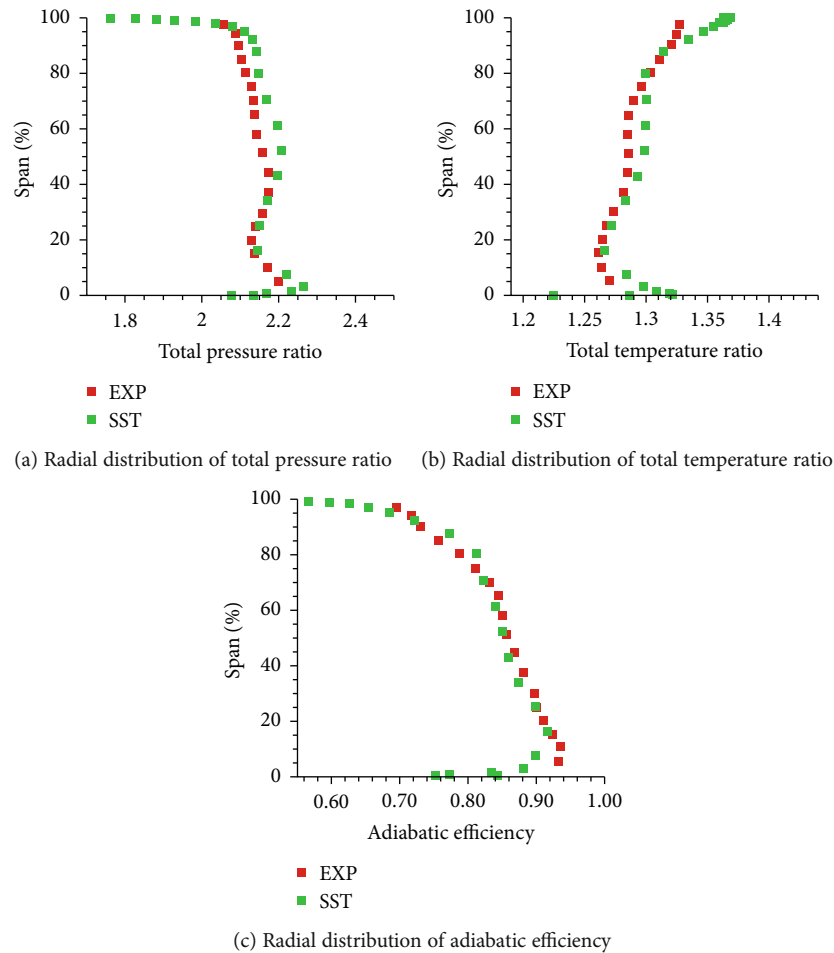 100
80
60
40
20
0
Span (%)
1.8
2
2.2
2.4
Total pressure ratio
EXP
SST
(a) Radial distribution of total pressure ratio
100
80
60
40
20
0
Span (%)
1.2
1.25
1.3
1.35
1.4
Total temperature ratio
EXP
SST
(b) Radial distribution of total temperature ratio
100
80
60
40
20
0
Span (%)
0.60
0.70
0.80
0.90
1.00
Adiabatic efficiency
EXP
SST
(c) Radial distribution of adiabatic efficiency